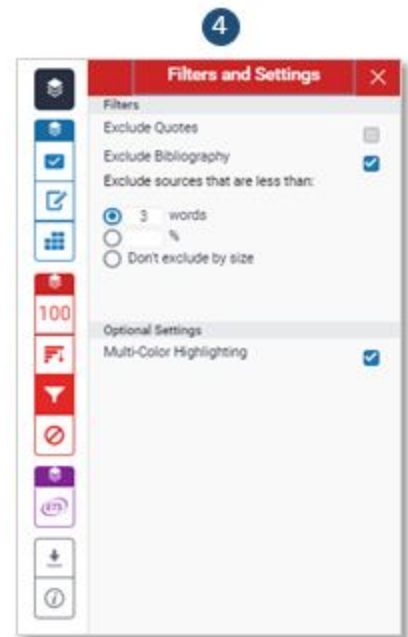 4
Filters and Settings
Filters
Exclude Quotes
Exclude Bibliography
Exclude sources that are less than:
3 words
%
Don't exclude by size
100
Optional Settings
Multi-Color Highlighting
ETS